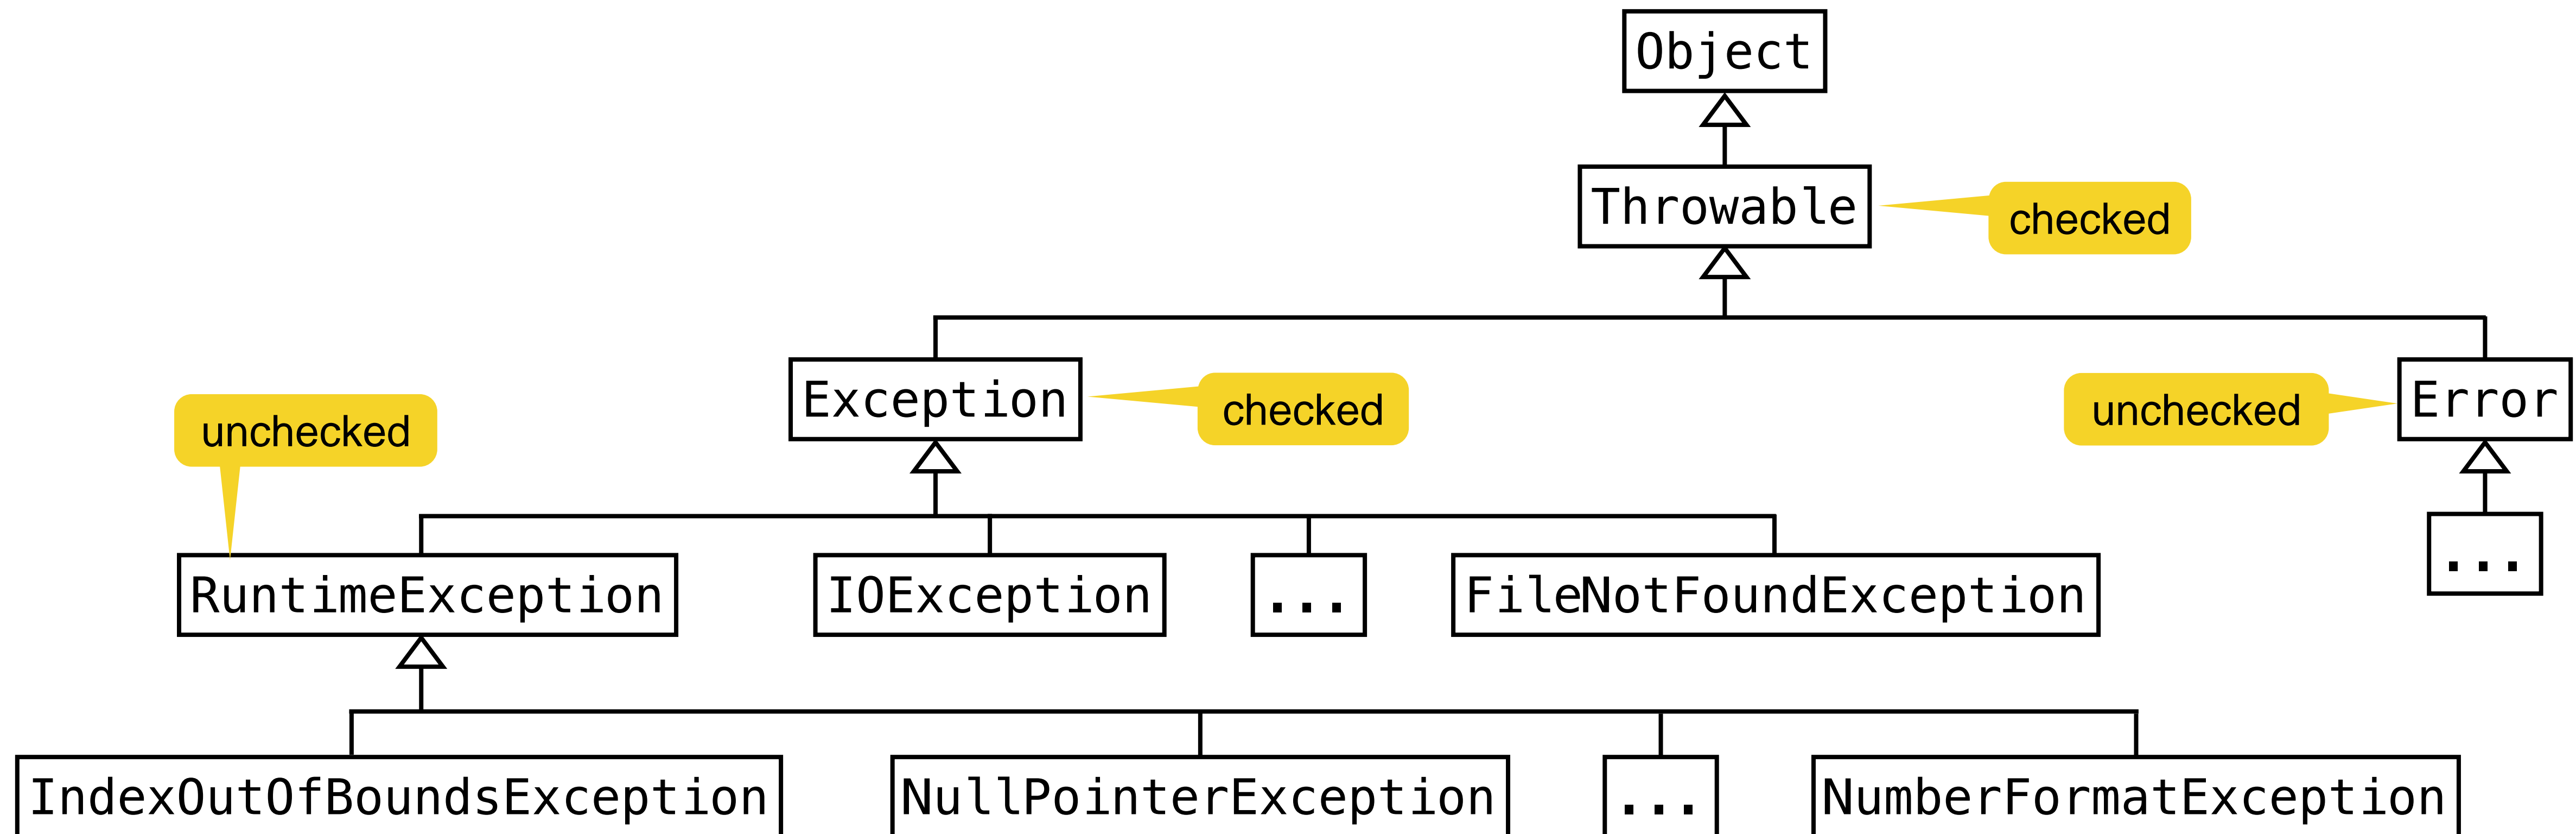 Object
Throwable
checked
Exception
checked
unchecked
Error
unchecked
...
RuntimeException
IOException
...
FileNotFoundException
IndexOutOfBoundsException
NullPointerException
...
NumberFormatException